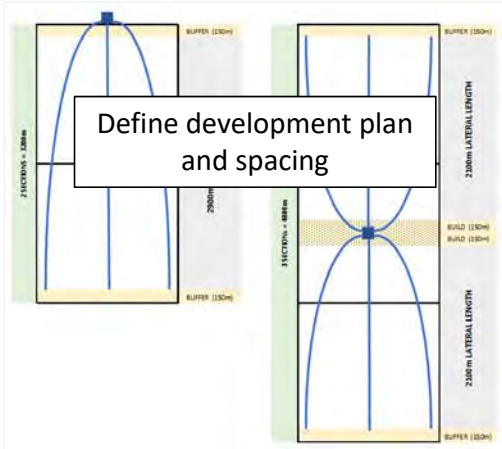 BUFFER (150m)
2 SECTIONS = 3200m
2900m
BUFFER (150m)
Define development plan
and spacing
BUFFER (150m)
3 SECTIONS = 4800m
2100m LATERAL LENGTH
BUILD (150m)
BUILD (150m)
2100m LATERAL LENGTH
BUFFER (150m)